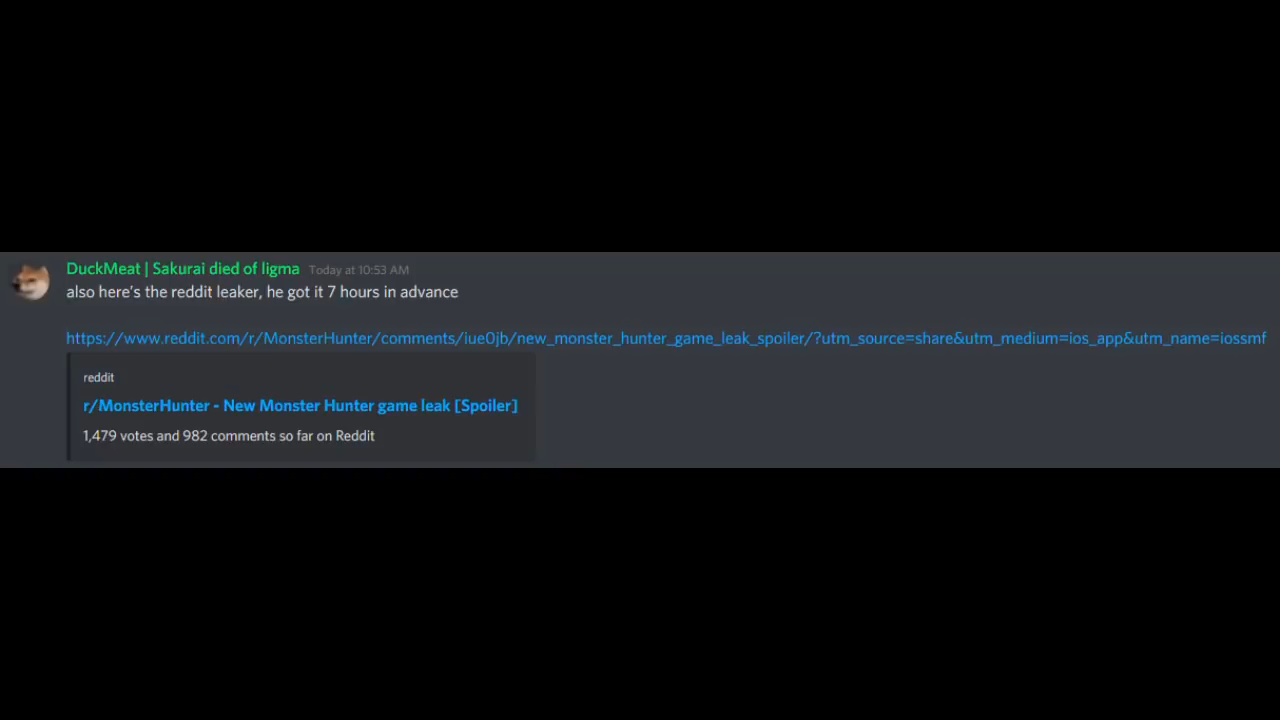 DuckMeat | Sakurai died of ligma Today at 10:53 AM
also here's the reddit leaker, he got it 7 hours in advance
https://www.reddit.com/r/MonsterHunter/comments/iue0jb/new_monster_hunter_game_leak_spoiler/?utm_source=share&utm_medium=ios_app&utm_name=iossmf
reddit
r/MonsterHunter - New Monster Hunter game leak [Spoiler]
1,479 votes and 982 comments so far on Reddit